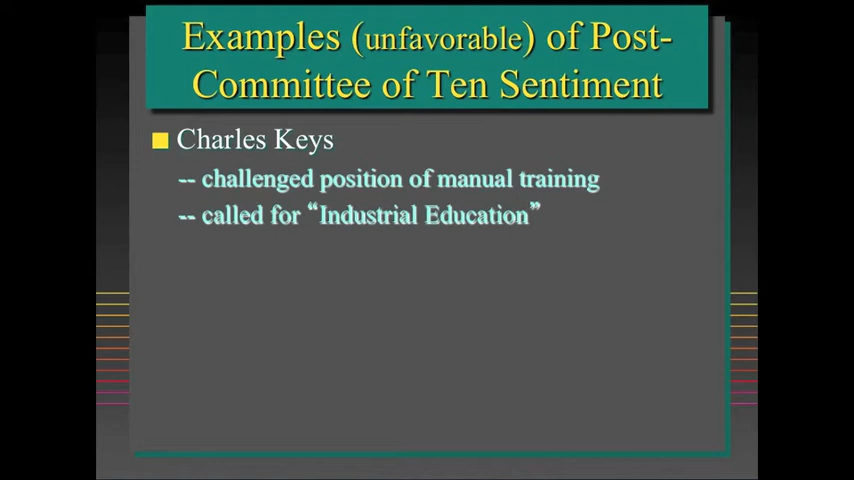 Examples (unfavorable) of Post-
Committee of Ten Sentiment
Charles Keys
-- challenged position of manual training
-- called for “Industrial Education”